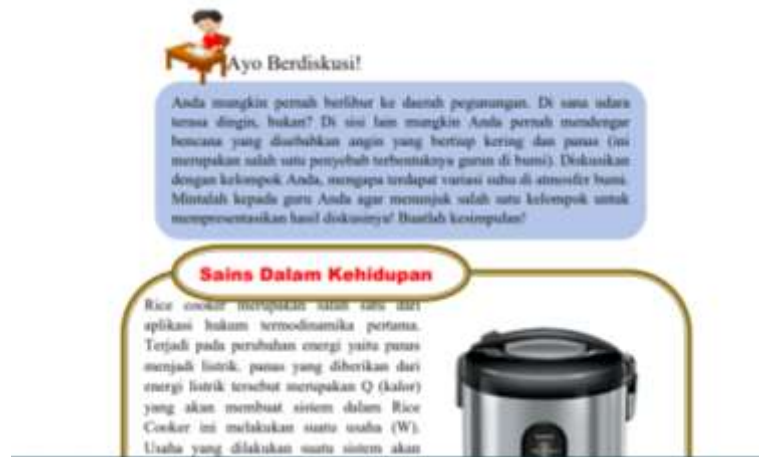 Ayo Berdiskusi!
Anda mungkin pernah berlibur ke daerah pegunungan. Di sana udara
terasa dingin, bukan? Di sisi lain mungkin Anda pernah mendengar
bencana yang disebabkan angin yang bertiup kering dan panas (ini
merupakan salah satu penyebab terbentuknya gurun di bumi). Diskusikan
dengan kelompok Anda, mengapa terdapat variasi suhu di atmosfer bumi.
Mintalah kepada guru Anda agar menunjuk salah satu kelompok untuk
mempresentasikan hasil diskusinya! Buatlah kesimpulan!
Sains Dalam Kehidupan
Rice cooker merupakan salah satu dari
aplikasi hukum termodinamika pertama.
Terjadi pada perubahan energi yaitu panas
menjadi listrik. panas yang diberikan dari
energi listrik tersebut merupakan Q (kalor)
yang akan membuat sistem dalam Rice
Cooker ini melakukan suatu usaha (W).
Usaha yang dilakukan suatu sistem akan